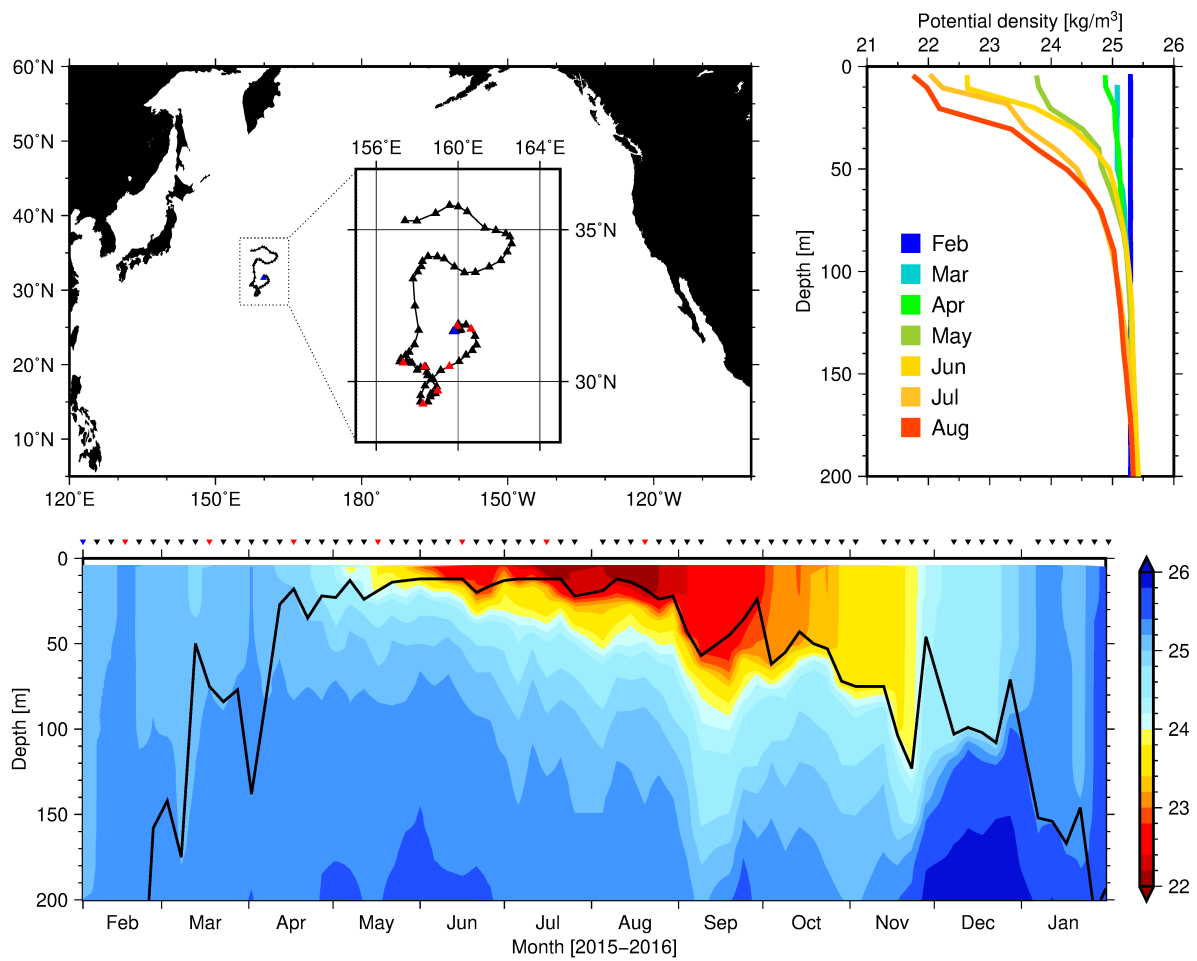 Potential density [kg/m³]
21 22 23 24 25 26
60˚N
50˚N
40˚N
30˚N
20˚N
10˚N
120˚E 150˚E 180˚ 150˚W 120˚W
156˚E 160˚E 164˚E
35˚N
30˚N
0
50
100
150
200
Depth [m]
Feb
Mar
Apr
May
Jun
Jul
Aug
0
50
100
150
200
Depth [m]
Feb Mar Apr May Jun Jul Aug Sep Oct Nov Dec Jan
Month [2015−2016]
26
25
24
23
22